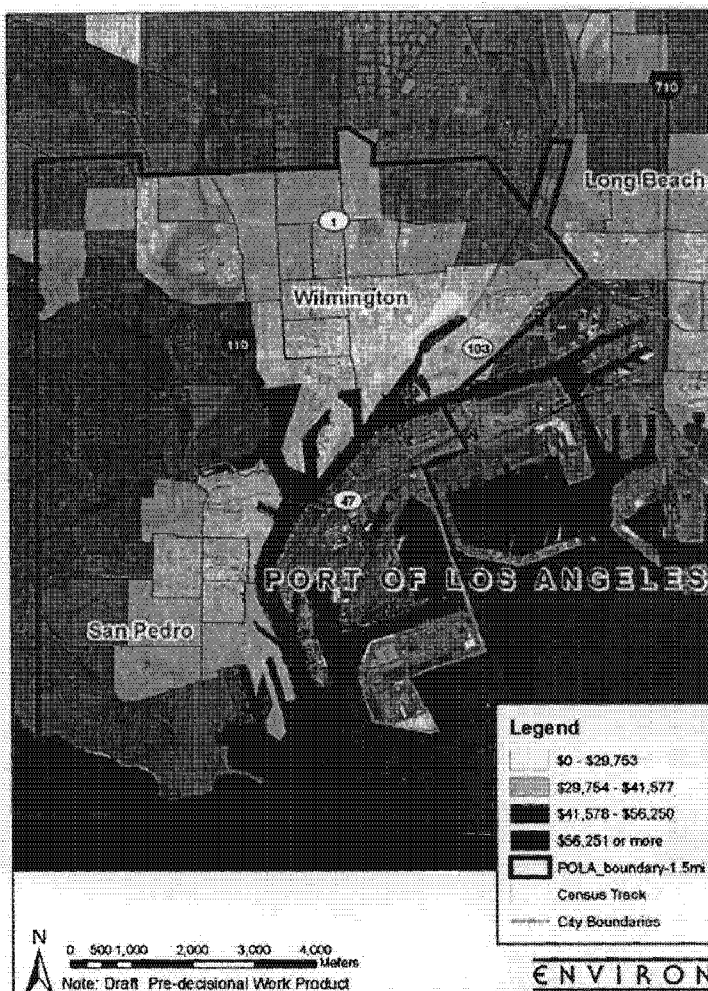 710
Long Beach
1
Wilmington
110
103
47
PORT OF LOS ANGELES
San Pedro
Legend
$0 - $29,753
$29,754 - $41,577
$41,578 - $56,250
$56,251 or more
POLA_boundary-1.5mi
Census Track
City Boundaries
N
0 500 1,000 2,000 3,000 4,000
Meters
Note: Draft Pre-decisional Work Product
ENVIRON